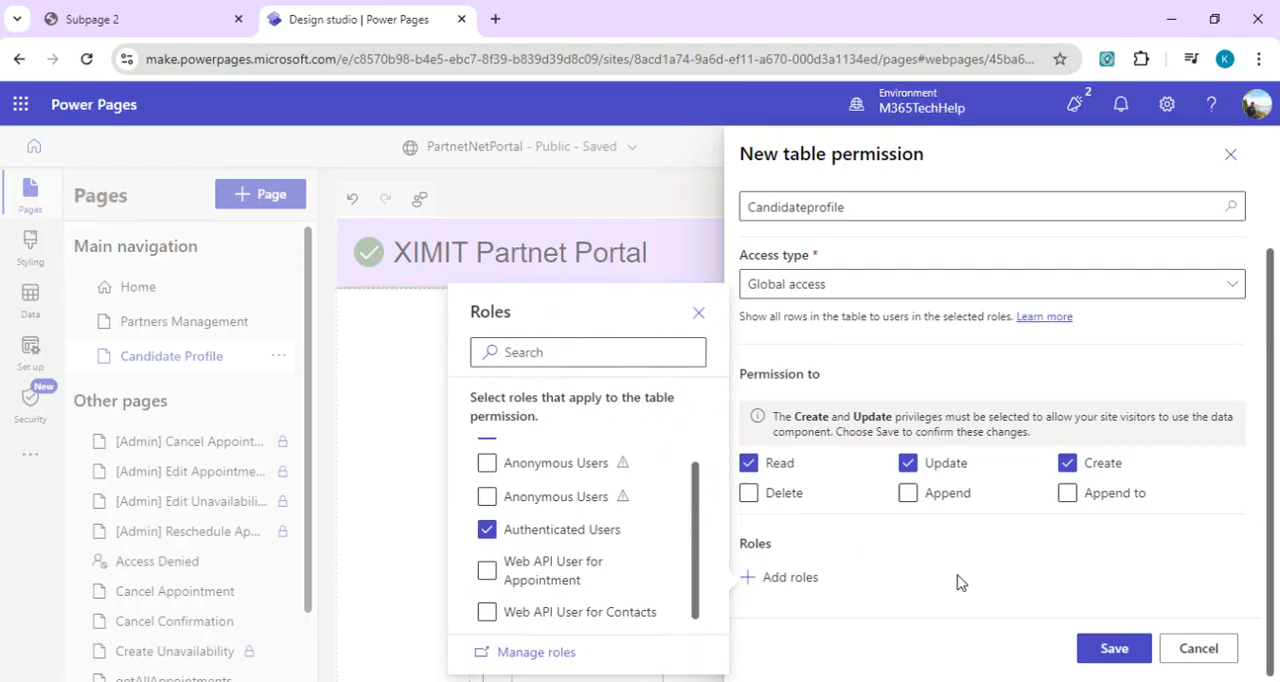 Subpage 2
Design studio | Power Pages
make.powerpages.microsoft.com/e/c8570b98-b4e5-ebc7-8f39-b839d39d8c09/sites/8acd1a74-9a6d-ef11-a670-000d3a1134ed/pages#webpages/45ba6...
K
Power Pages
Environment
M365TechHelp
2
PartnetNetPortal - Public - Saved
Pages
Styling
Data
Set up
New
Security
Pages
+ Page
Main navigation
Home
Partners Management
Candidate Profile
Other pages
[Admin] Cancel Appoint...
[Admin] Edit Appointme...
[Admin] Edit Unavailabili...
[Admin] Reschedule Ap...
Access Denied
Cancel Appointment
Cancel Confirmation
Create Unavailability
getAllAppointments
XIMIT Partnet Portal
Roles
Search
Select roles that apply to the table
permission.
Anonymous Users
Anonymous Users
Authenticated Users
Web API User for
Appointment
Web API User for Contacts
Manage roles
New table permission
Candidateprofile
Access type *
Global access
Show all rows in the table to users in the selected roles. Learn more
Permission to
The Create and Update privileges must be selected to allow your site visitors to use the data
component. Choose Save to confirm these changes.
Read Update Create
Delete Append Append to
Roles
+ Add roles
Save Cancel